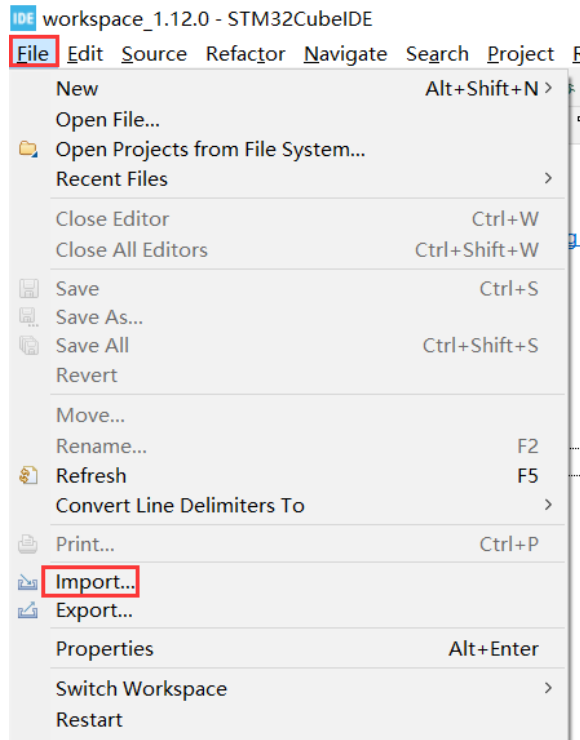 IDE workspace_1.12.0 - STM32CubeIDE
File Edit Source Refactor Navigate Search Project
New Alt+Shift+N >
Open File...
Open Projects from File System...
Recent Files >
Close Editor Ctrl+W
Close All Editors Ctrl+Shift+W
Save Ctrl+S
Save As...
Save All Ctrl+Shift+S
Revert
Move...
Rename... F2
Refresh F5
Convert Line Delimiters To >
Print... Ctrl+P
Import...
Export...
Properties Alt+Enter
Switch Workspace >
Restart